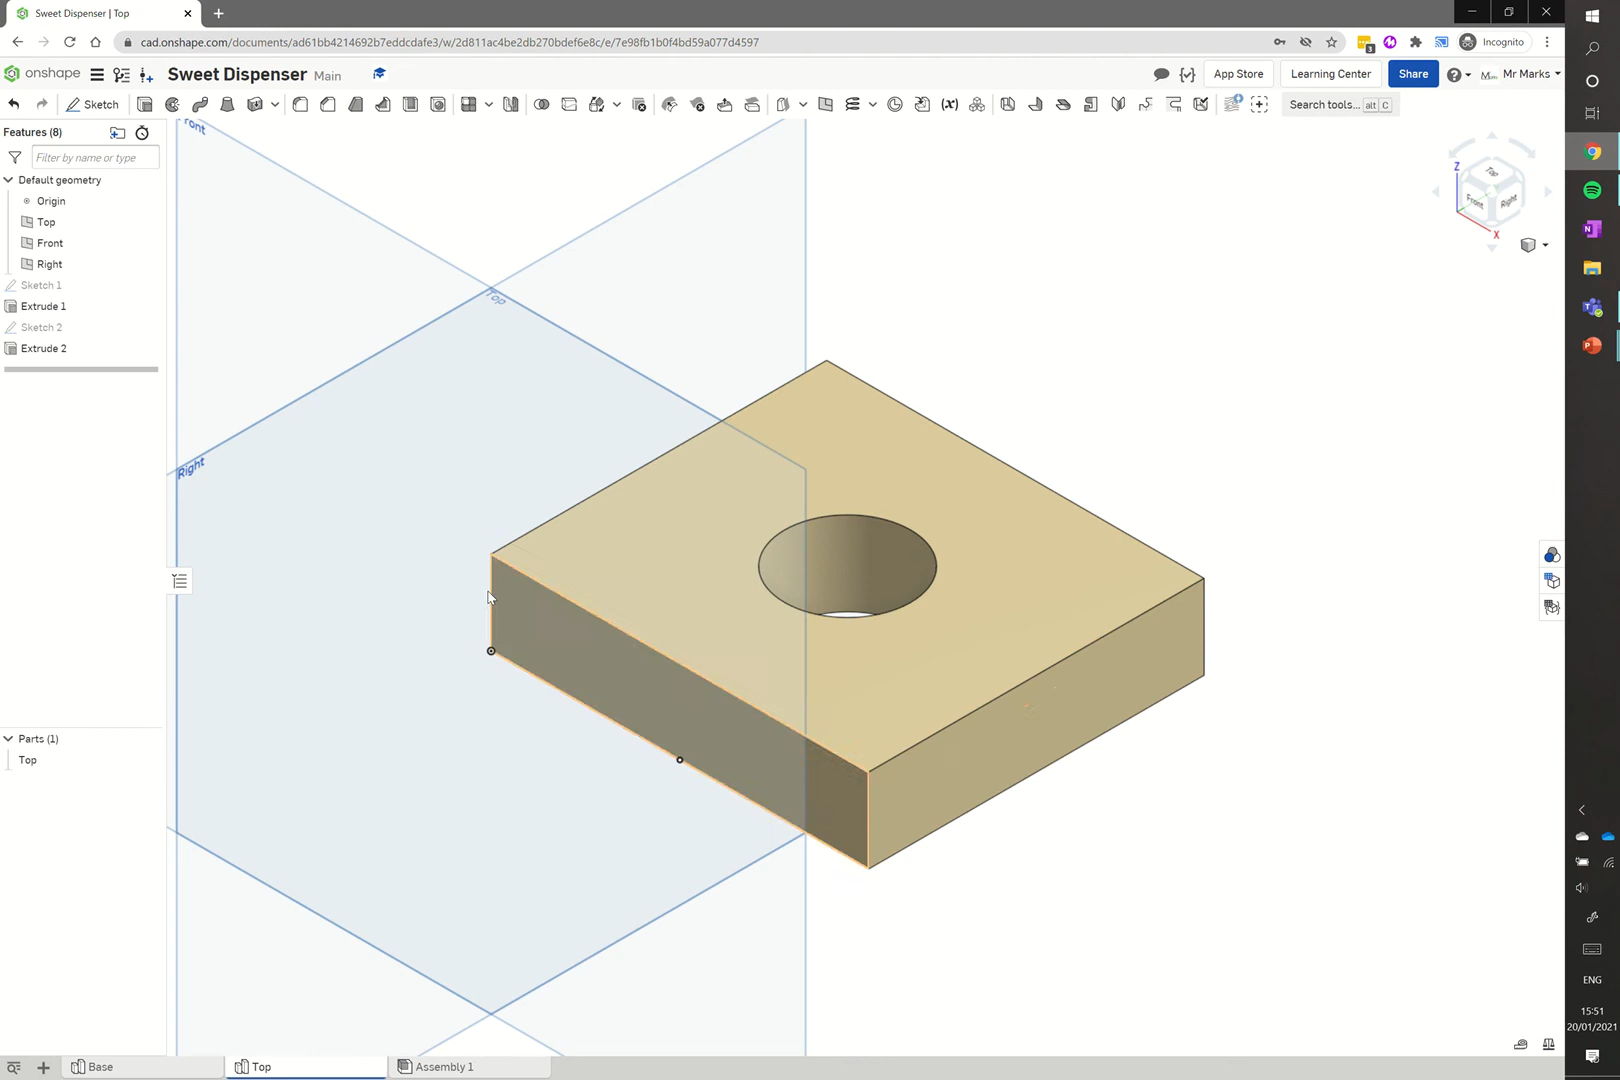 Sweet Dispenser | Top
cad.onshape.com/documents/ad61bb4214692b7eddcdafe3/w/2d811ac4be2db270bdef6e8c/e/7e98fb1b0f4bd59a077d4597
3
Incognito
onshape
Sweet Dispenser Main
App Store
Learning Center
Share
Mr Marks
Sketch
(x)
Search tools... alt C
Features (8)
Filter by name or type
Default geometry
Origin
Top
Front
Right
Sketch 1
Extrude 1
Sketch 2
Extrude 2
Parts (1)
Top
Front
Top
Right
Z
Top
Front
Right
X
N
T
P
ENG
15:51
20/01/2021
Base
Top
Assembly 1